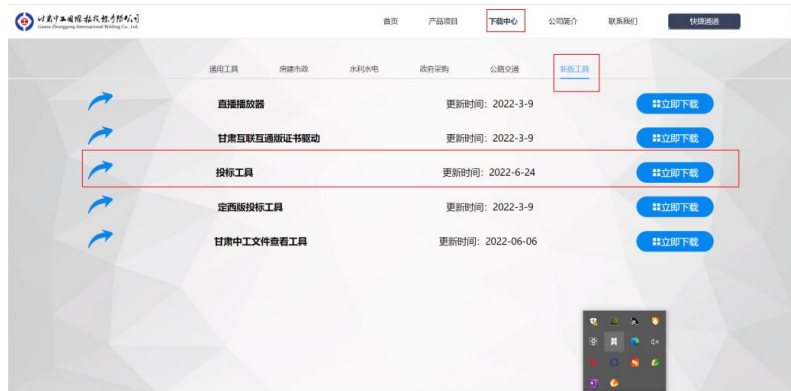 甘肃中工国际招投标有限公司
Gansu Zhonggong International Bidding Co., Ltd.
首页 产品项目 下载中心 公司简介 联系我们 快捷通道
通用工具 房建市政 水利水电 政府采购 公路交通 新版工具
直播播放器 更新时间：2022-3-9 立即下载
甘肃互联互通版证书驱动 更新时间：2022-3-9 立即下载
投标工具 更新时间：2022-6-24 立即下载
定西版投标工具 更新时间：2022-3-9 立即下载
甘肃中工文件查看工具 更新时间：2022-06-06 立即下载